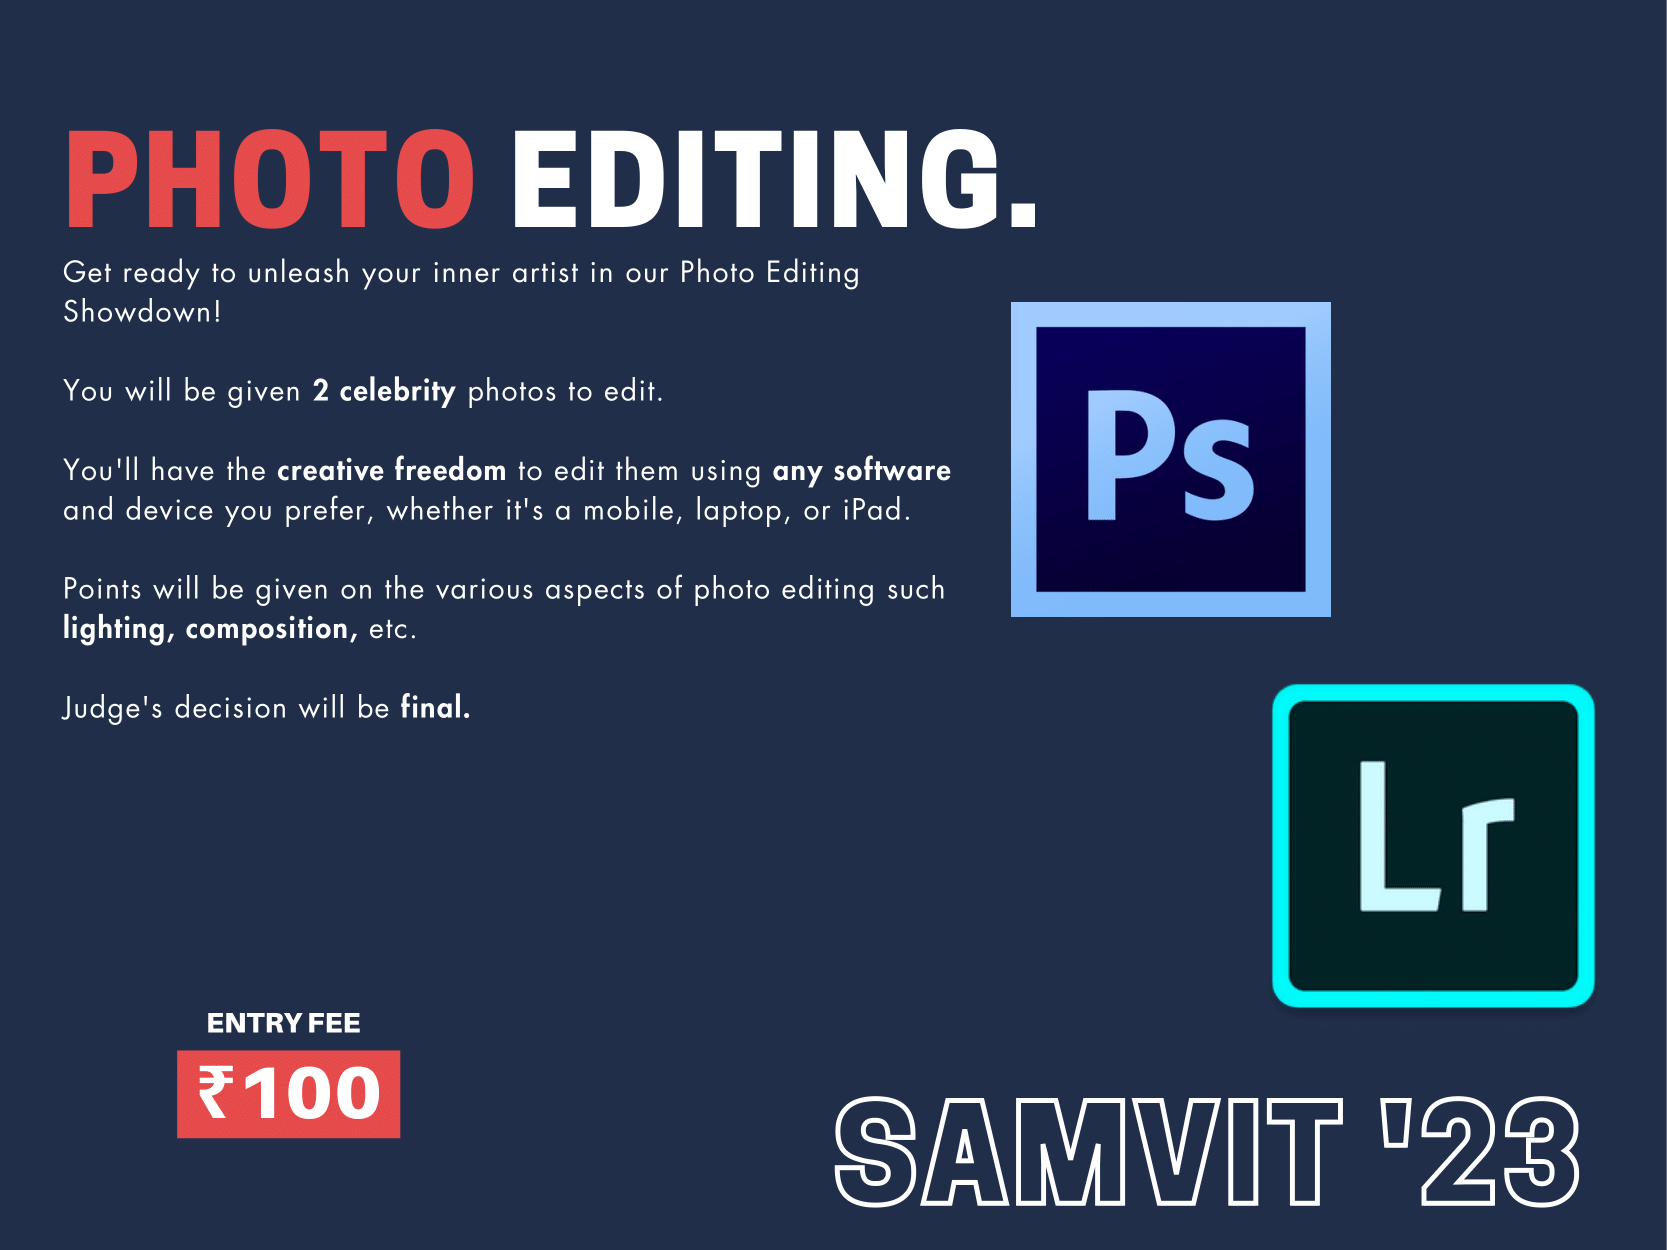 PHOTO EDITING.
Get ready to unleash your inner artist in our Photo Editing
Showdown!
You will be given 2 celebrity photos to edit.
You'll have the creative freedom to edit them using any software
and device you prefer, whether it's a mobile, laptop, or iPad.
Points will be given on the various aspects of photo editing such
lighting, composition, etc.
Judge's decision will be final.
Ps
Lr
ENTRY FEE
₹100
SAMVIT '23